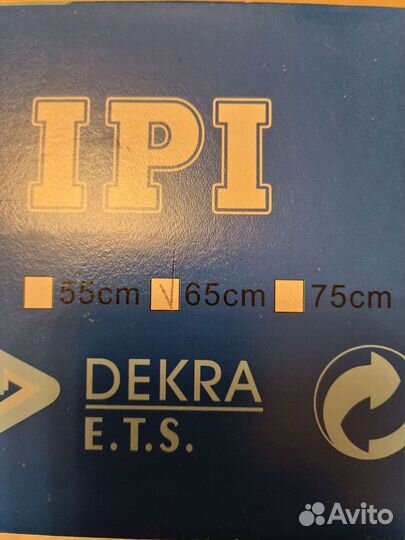 IPI
55cm 65cm 75cm
DEKRA
E.T.S.
Avito